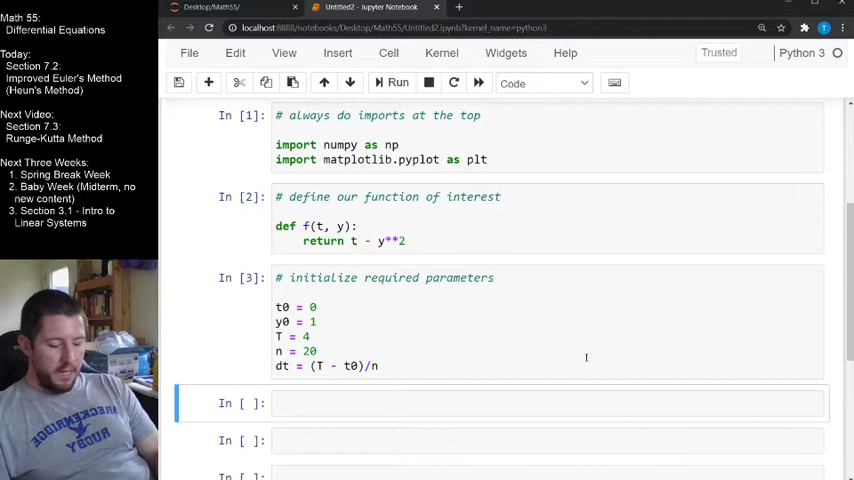 Math 55:
Differential Equations
Today:
Section 7.2:
Improved Euler's Method
(Heun's Method)
Next Video:
Section 7.3:
Runge-Kutta Method
Next Three Weeks:
1. Spring Break Week
2. Baby Week (Midterm, no
new content)
3. Section 3.1 - Intro to
Linear Systems
BRECKENRIDGE
RUGBY
Desktop/Math55/
Untitled2 - Jupyter Notebook
localhost:8888/notebooks/Desktop/Math55/Untitled2.ipynb?kernel_name=python3
T
File Edit View Insert Cell Kernel Widgets Help
Trusted
Python 3
Run
Code
In [1]:
# always do imports at the top
import numpy as np
import matplotlib.pyplot as plt
In [2]:
# define our function of interest
def f(t, y):
return t - y**2
In [3]:
# initialize required parameters
t0 = 0
y0 = 1
T = 4
n = 20
dt = (T - t0)/n
In [ ]:
In [ ]:
In [ ]: